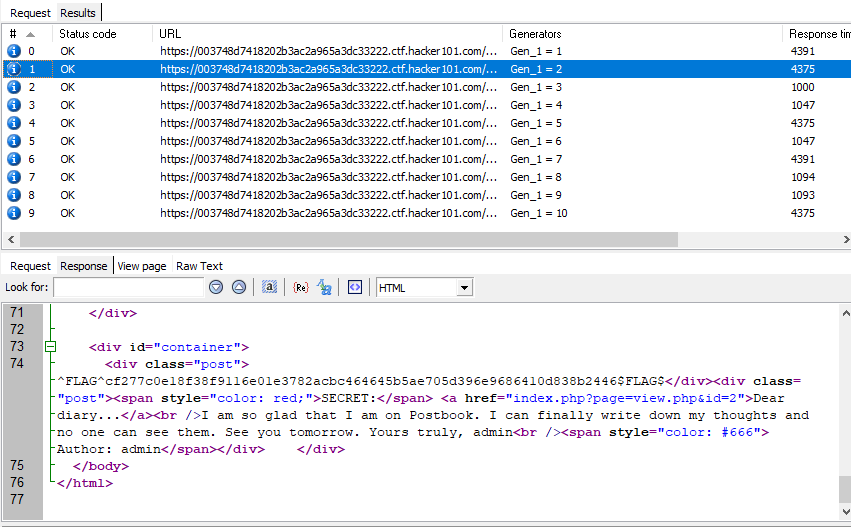 Request Results
# Status code URL Generators Response tim
0 OK https://003748d7418202b3ac2a965a3dc33222.ctf.hacker101.com/... Gen_1 = 1 4391
1 OK https://003748d7418202b3ac2a965a3dc33222.ctf.hacker101.com/... Gen_1 = 2 4375
2 OK https://003748d7418202b3ac2a965a3dc33222.ctf.hacker101.com/... Gen_1 = 3 1000
3 OK https://003748d7418202b3ac2a965a3dc33222.ctf.hacker101.com/... Gen_1 = 4 1047
4 OK https://003748d7418202b3ac2a965a3dc33222.ctf.hacker101.com/... Gen_1 = 5 4375
5 OK https://003748d7418202b3ac2a965a3dc33222.ctf.hacker101.com/... Gen_1 = 6 1047
6 OK https://003748d7418202b3ac2a965a3dc33222.ctf.hacker101.com/... Gen_1 = 7 4391
7 OK https://003748d7418202b3ac2a965a3dc33222.ctf.hacker101.com/... Gen_1 = 8 1094
8 OK https://003748d7418202b3ac2a965a3dc33222.ctf.hacker101.com/... Gen_1 = 9 1093
9 OK https://003748d7418202b3ac2a965a3dc33222.ctf.hacker101.com/... Gen_1 = 10 4375
Request Response View page Raw Text
Look for: a {Re} HTML
71 </div>
72
73 <div id="container">
74 <div class="post">
^FLAG^cf277c0e18f38f9116e01e3782acbc464645b5ae705d396e9686410d838b2446$FLAG$</div><div class=
"post"><span style="color: red;">SECRET:</span> <a href="index.php?page=view.php&id=2">Dear
diary...</a><br />I am so glad that I am on Postbook. I can finally write down my thoughts and
no one can see them. See you tomorrow. Yours truly, admin<br /><span style="color: #666">
Author: admin</span></div> </div>
75 </body>
76 </html>
77